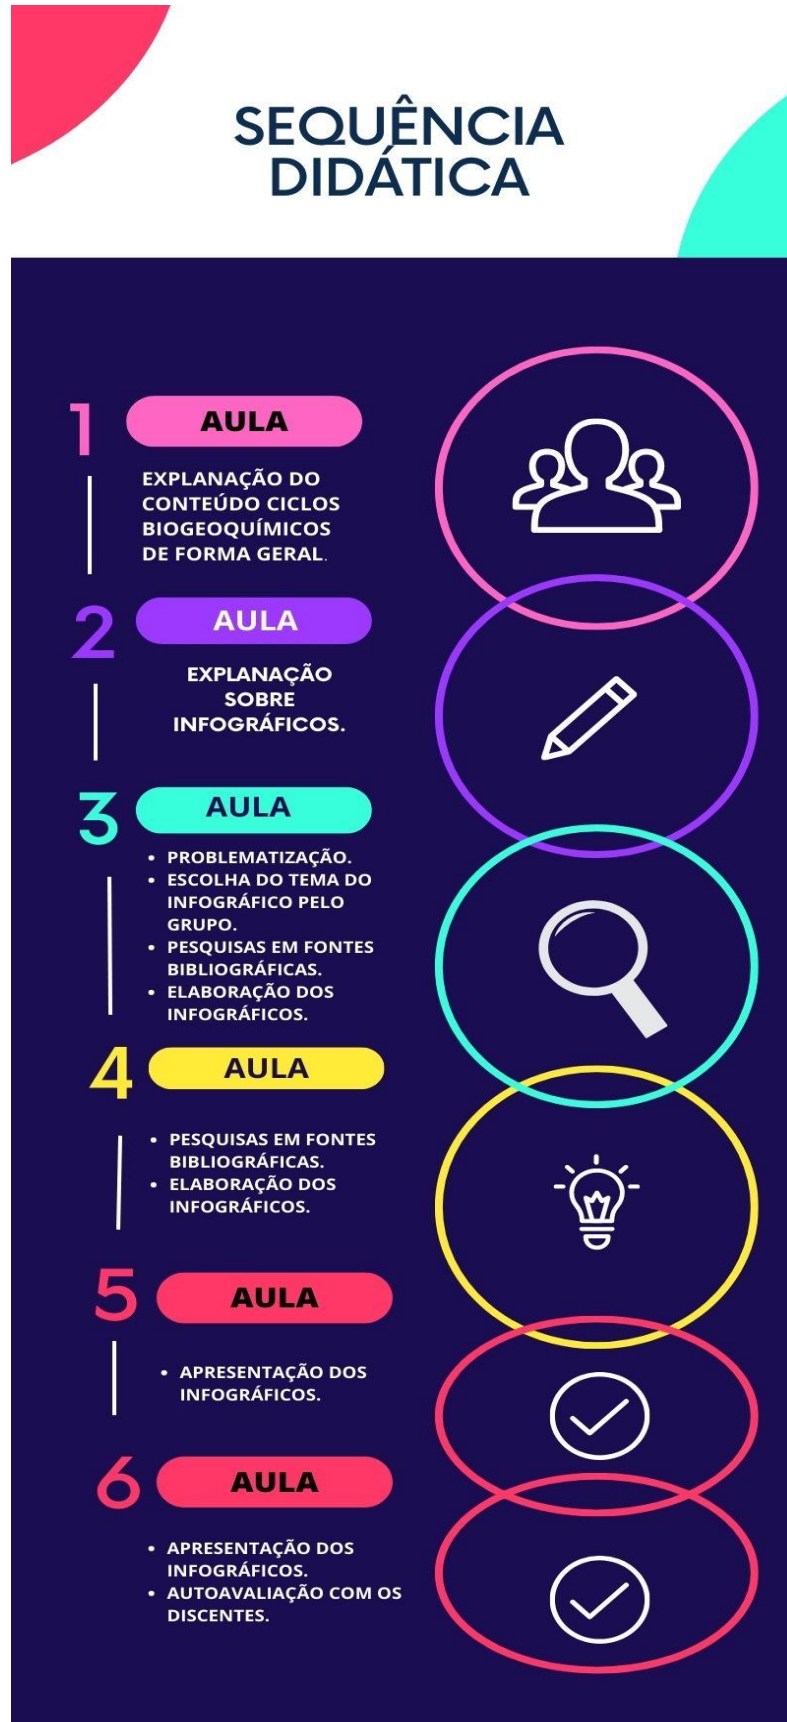 SEQUÊNCIA
DIDÁTICA
1
AULA
EXPLANAÇÃO DO
CONTEÚDO CICLOS
BIOGEOQUÍMICOS
DE FORMA GERAL.
2
AULA
EXPLANAÇÃO
SOBRE
INFOGRÁFICOS.
3
AULA
• PROBLEMATIZAÇÃO.
• ESCOLHA DO TEMA DO
INFOGRÁFICO PELO
GRUPO.
• PESQUISAS EM FONTES
BIBLIOGRÁFICAS.
• ELABORAÇÃO DOS
INFOGRÁFICOS.
4
AULA
• PESQUISAS EM FONTES
BIBLIOGRÁFICAS.
• ELABORAÇÃO DOS
INFOGRÁFICOS.
5
AULA
• APRESENTAÇÃO DOS
INFOGRÁFICOS.
6
AULA
• APRESENTAÇÃO DOS
INFOGRÁFICOS.
• AUTOAVALIAÇÃO COM OS
DISCENTES.